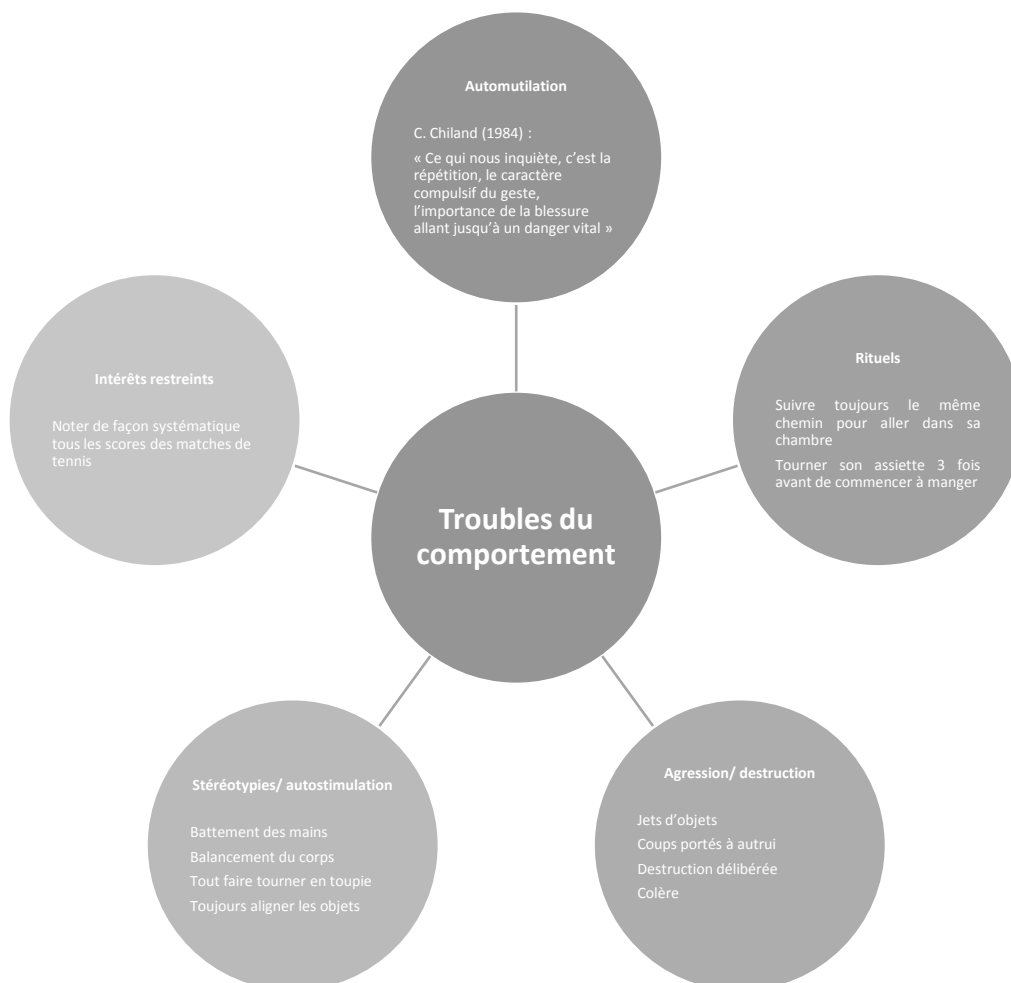 Automutilation
C. Chiland (1984) :
« Ce qui nous inquiète, c’est la
répétition, le caractère
compulsif du geste,
l’importance de la blessure
allant jusqu’à un danger vital »
Intérêts restreints
Noter de façon systématique
tous les scores des matches de
tennis
Rituels
Suivre toujours le même
chemin pour aller dans sa
chambre
Tourner son assiette 3 fois
avant de commencer à manger
Troubles du
comportement
Stéréotypies/ autostimulation
Battement des mains
Balancement du corps
Tout faire tourner en toupie
Toujours aligner les objets
Agression/ destruction
Jets d’objets
Coups portés à autrui
Destruction délibérée
Colère